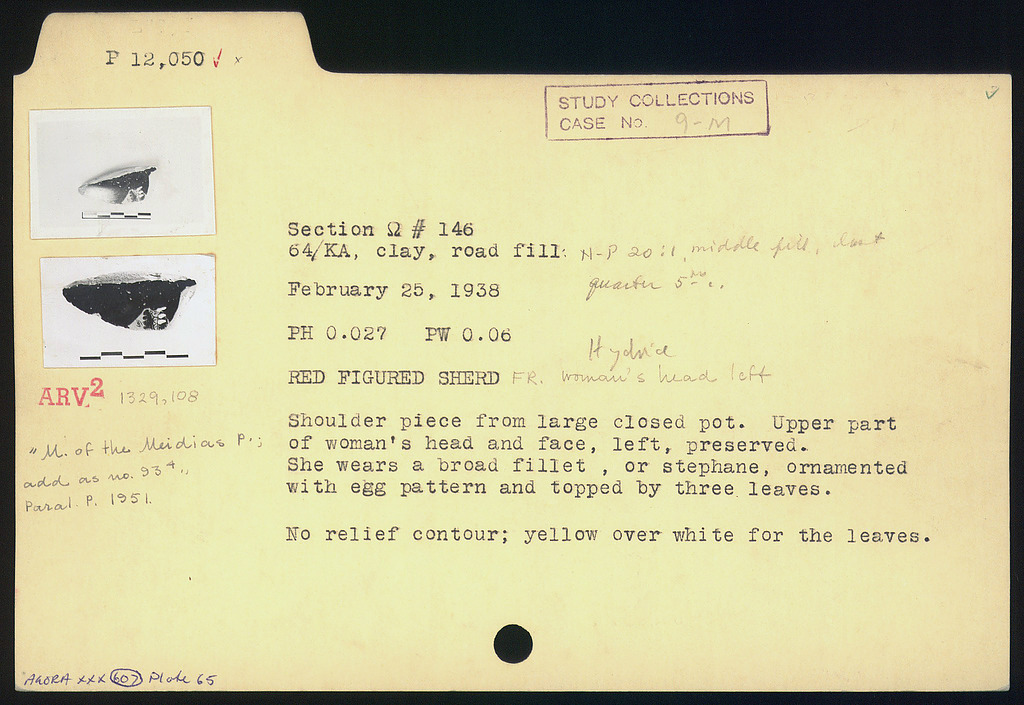 P 12,050 ✓ x
STUDY COLLECTIONS
CASE No. 9-M
Section Ω # 146
64/KA, clay, road fill: N-P 20:1, middle fill, last
quarter 5th c.
February 25, 1938
PH 0.027 PW 0.06
Hydria
RED FIGURED SHERD FR. woman's head left
Shoulder piece from large closed pot. Upper part
of woman's head and face, left, preserved.
She wears a broad fillet , or stephane, ornamented
with egg pattern and topped by three leaves.
No relief contour; yellow over white for the leaves.
ARV² 1329,108
"M. of the Meidias P.";
add as no. 93
Paral. P. 1951.
AGORA XXX 607 Plate 65